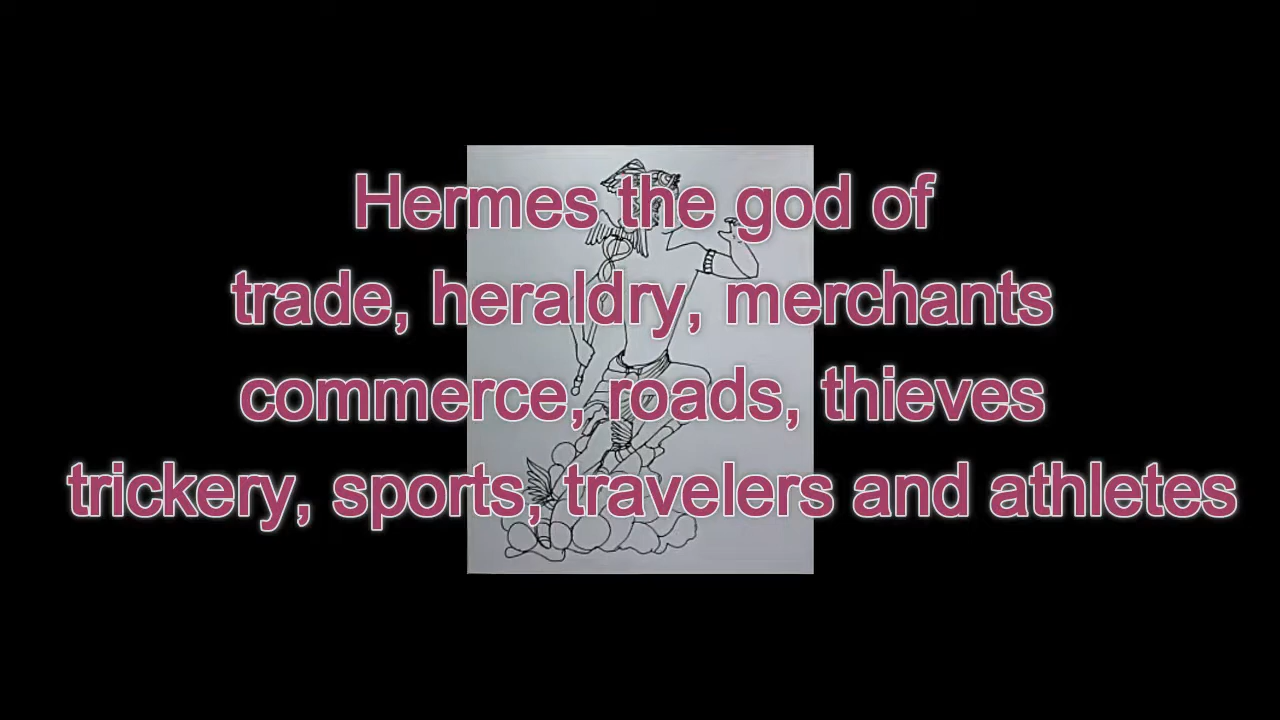 Hermes the god of
trade, heraldry, merchants
commerce, roads, thieves
trickery, sports, travelers and athletes